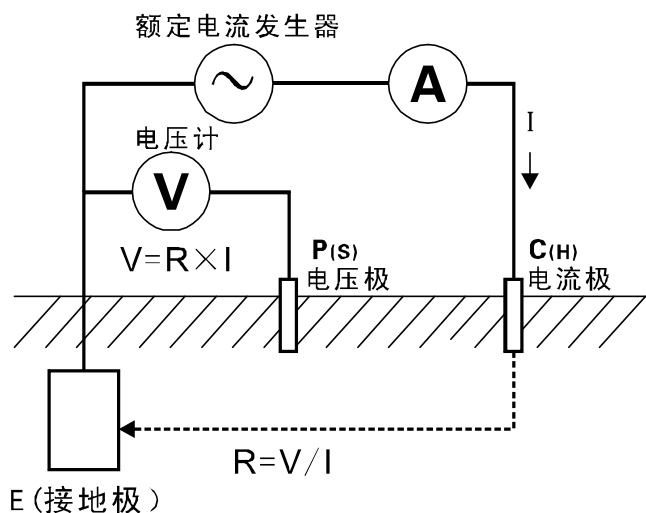 额定电流发生器
~
A
I
电压计
V
V=R×I
P(S)
电压极
C(H)
电流极
R=V/I
E(接地极)